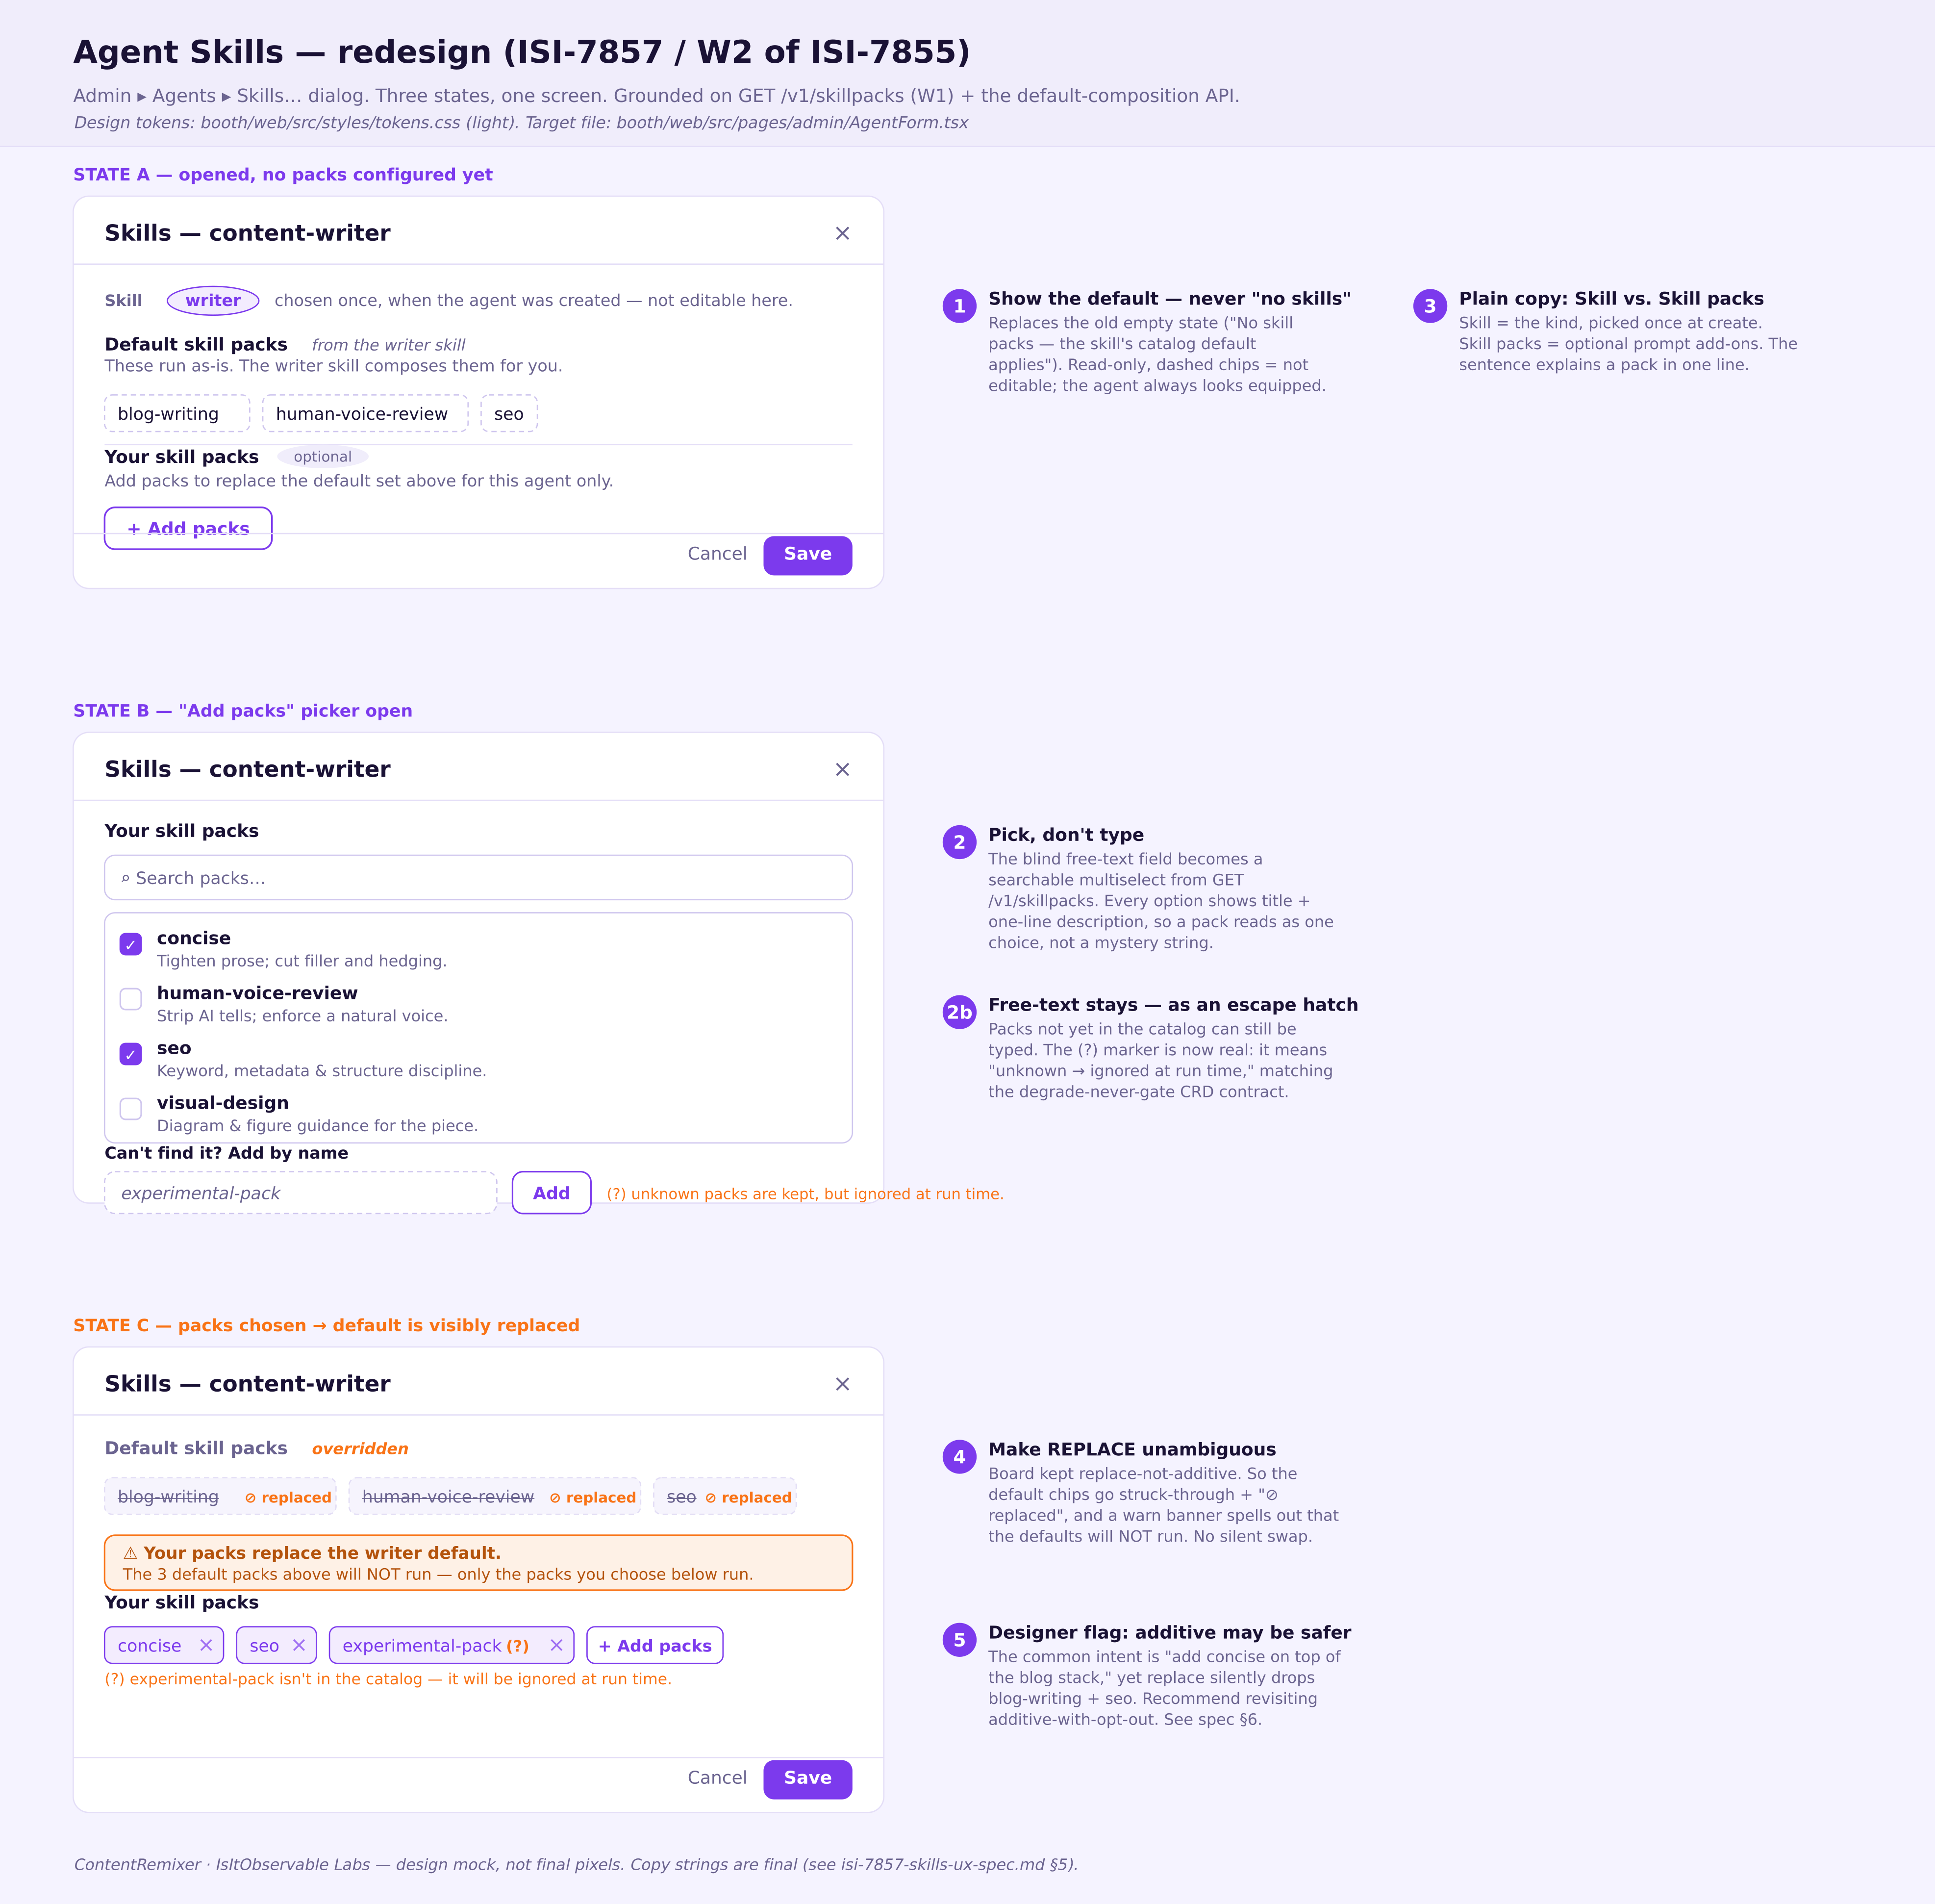 Agent Skills — redesign (ISI-7857 / W2 of ISI-7855)
Admin ▸ Agents ▸ Skills… dialog. Three states, one screen. Grounded on GET /v1/skillpacks (W1) + the default-composition API.
Design tokens: booth/web/src/styles/tokens.css (light). Target file: booth/web/src/pages/admin/AgentForm.tsx
STATE A — opened, no packs configured yet
Skills — content-writer ×
Skill writer chosen once, when the agent was created — not editable here.
Default skill packs from the writer skill
These run as-is. The writer skill composes them for you.
blog-writing human-voice-review seo
Your skill packs optional
Add packs to replace the default set above for this agent only.
+ Add packs
Cancel Save
1 Show the default — never "no skills"
Replaces the old empty state ("No skill
packs — the skill's catalog default
applies"). Read-only, dashed chips = not
editable; the agent always looks equipped.
3 Plain copy: Skill vs. Skill packs
Skill = the kind, picked once at create.
Skill packs = optional prompt add-ons. The
sentence explains a pack in one line.
STATE B — "Add packs" picker open
Skills — content-writer ×
Your skill packs
⌕ Search packs…
✓ concise
Tighten prose; cut filler and hedging.
human-voice-review
Strip AI tells; enforce a natural voice.
✓ seo
Keyword, metadata & structure discipline.
visual-design
Diagram & figure guidance for the piece.
Can't find it? Add by name
experimental-pack Add (?) unknown packs are kept, but ignored at run time.
2 Pick, don't type
The blind free-text field becomes a
searchable multiselect from GET
/v1/skillpacks. Every option shows title +
one-line description, so a pack reads as one
choice, not a mystery string.
2b Free-text stays — as an escape hatch
Packs not yet in the catalog can still be
typed. The (?) marker is now real: it means
"unknown → ignored at run time," matching
the degrade-never-gate CRD contract.
STATE C — packs chosen → default is visibly replaced
Skills — content-writer ×
Default skill packs overridden
blog-writing ⊘ replaced human-voice-review ⊘ replaced seo ⊘ replaced
⚠ Your packs replace the writer default.
The 3 default packs above will NOT run — only the packs you choose below run.
Your skill packs
concise × seo × experimental-pack (?) × + Add packs
(?) experimental-pack isn't in the catalog — it will be ignored at run time.
Cancel Save
4 Make REPLACE unambiguous
Board kept replace-not-additive. So the
default chips go struck-through + "⊘
replaced", and a warn banner spells out that
the defaults will NOT run. No silent swap.
5 Designer flag: additive may be safer
The common intent is "add concise on top of
the blog stack," yet replace silently drops
blog-writing + seo. Recommend revisiting
additive-with-opt-out. See spec §6.
ContentRemixer · IsItObservable Labs — design mock, not final pixels. Copy strings are final (see isi-7857-skills-ux-spec.md §5).